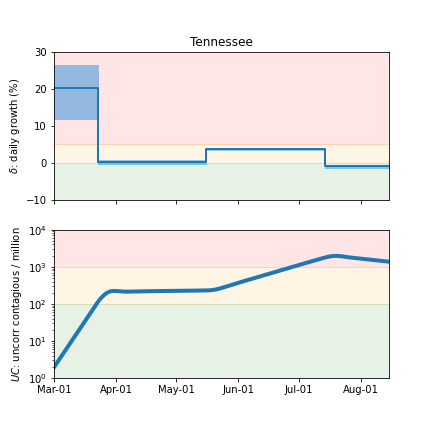 Tennessee
30
20
10
0
−10
δ: daily growth (%)
10⁴
10³
10²
10¹
10⁰
UC: uncorr contagious / million
Mar-01 Apr-01 May-01 Jun-01 Jul-01 Aug-01